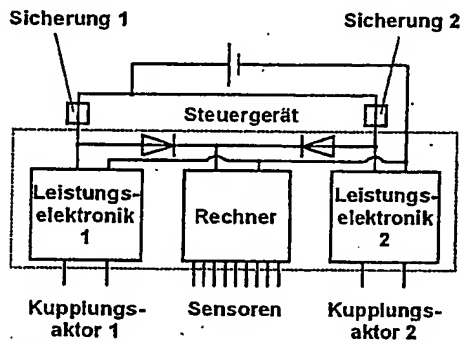 Sicherung 1
Sicherung 2
Steuergerät
Leistungs-
elektronik
1
Rechner
Leistungs-
elektronik
2
Kupplungs-
aktor 1
Sensoren
Kupplungs-
aktor 2